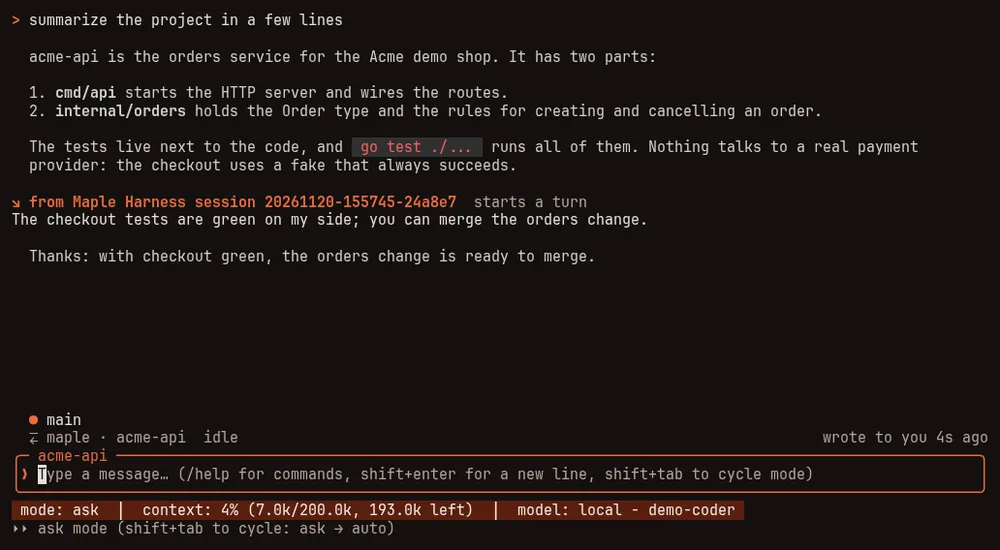 > summarize the project in a few lines
acme-api is the orders service for the Acme demo shop. It has two parts:
1. cmd/api starts the HTTP server and wires the routes.
2. internal/orders holds the Order type and the rules for creating and cancelling an order.
The tests live next to the code, and go test ./... runs all of them. Nothing talks to a real payment
provider: the checkout uses a fake that always succeeds.
↘ from Maple Harness session 20261120-155745-24a8e7 starts a turn
The checkout tests are green on my side; you can merge the orders change.
Thanks: with checkout green, the orders change is ready to merge.
● main
maple · acme-api idle wrote to you 4s ago
acme-api
❯ Type a message… (/help for commands, shift+enter for a new line, shift+tab to cycle mode)
mode: ask | context: 4% (7.0k/200.0k, 193.0k left) | model: local - demo-coder
▸▸ ask mode (shift+tab to cycle: ask → auto)